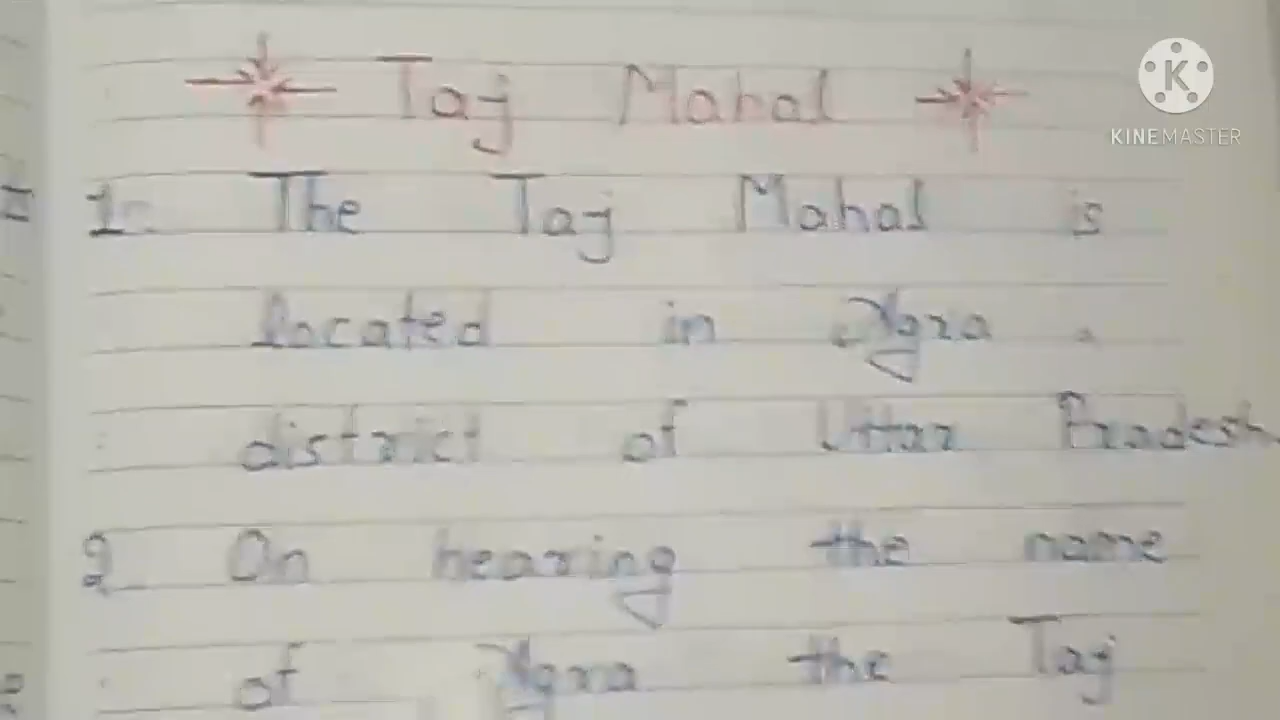 Taj Mahal
KINEMASTER
1. The Taj Mahal is
located in Agra
district of Uttar Pradesh.
2. On hearing the name
of Agra the Taj